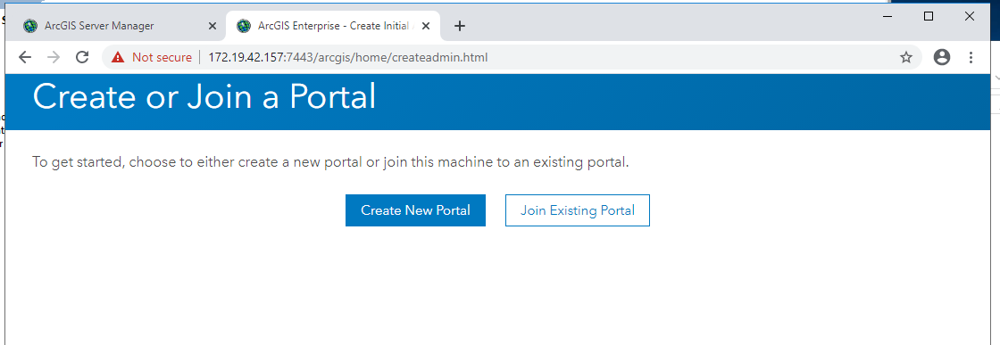 ArcGIS Server Manager
ArcGIS Enterprise - Create Initial
Not secure 172.19.42.157:7443/arcgis/home/createadmin.html
Create or Join a Portal
To get started, choose to either create a new portal or join this machine to an existing portal.
Create New Portal Join Existing Portal